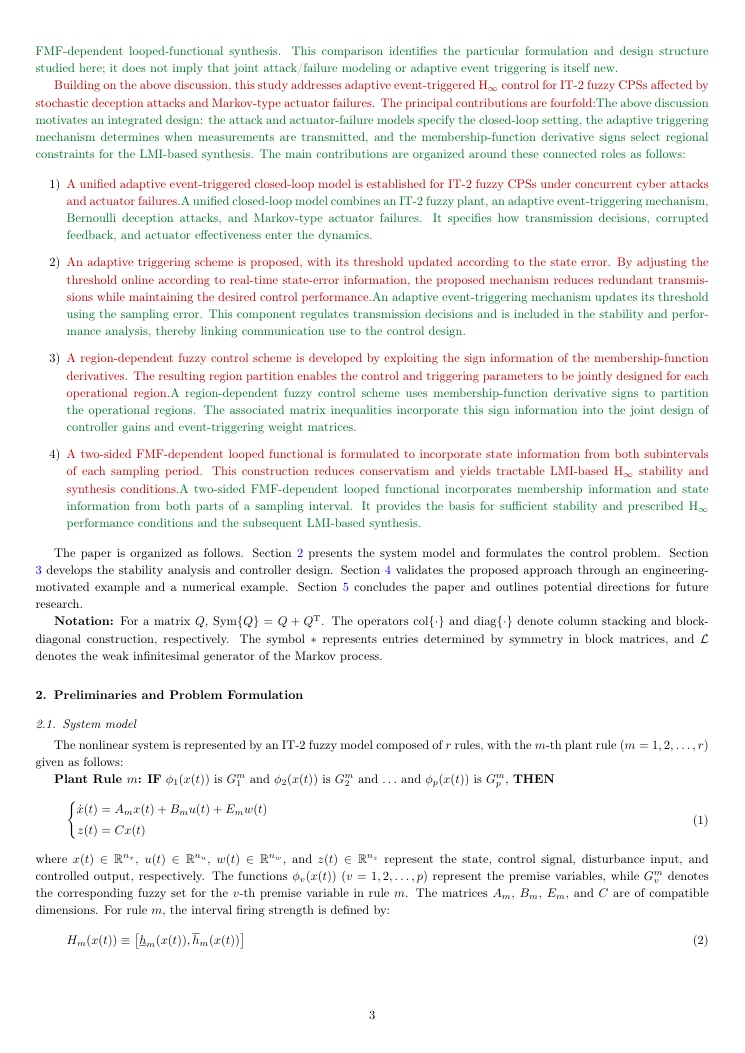 FMF-dependent looped-functional synthesis. This comparison identifies the particular formulation and design structure
studied here; it does not imply that joint attack/failure modeling or adaptive event triggering is itself new.
Building on the above discussion, this study addresses adaptive event-triggered H∞ control for IT-2 fuzzy CPSs affected by
stochastic deception attacks and Markov-type actuator failures. The principal contributions are fourfold:The above discussion
motivates an integrated design: the attack and actuator-failure models specify the closed-loop setting, the adaptive triggering
mechanism determines when measurements are transmitted, and the membership-function derivative signs select regional
constraints for the LMI-based synthesis. The main contributions are organized around these connected roles as follows:
1) A unified adaptive event-triggered closed-loop model is established for IT-2 fuzzy CPSs under concurrent cyber attacks
and actuator failures.A unified closed-loop model combines an IT-2 fuzzy plant, an adaptive event-triggering mechanism,
Bernoulli deception attacks, and Markov-type actuator failures. It specifies how transmission decisions, corrupted
feedback, and actuator effectiveness enter the dynamics.
2) An adaptive triggering scheme is proposed, with its threshold updated according to the state error. By adjusting the
threshold online according to real-time state-error information, the proposed mechanism reduces redundant transmis-
sions while maintaining the desired control performance.An adaptive event-triggering mechanism updates its threshold
using the sampling error. This component regulates transmission decisions and is included in the stability and perfor-
mance analysis, thereby linking communication use to the control design.
3) A region-dependent fuzzy control scheme is developed by exploiting the sign information of the membership-function
derivatives. The resulting region partition enables the control and triggering parameters to be jointly designed for each
operational region.A region-dependent fuzzy control scheme uses membership-function derivative signs to partition
the operational regions. The associated matrix inequalities incorporate this sign information into the joint design of
controller gains and event-triggering weight matrices.
4) A two-sided FMF-dependent looped functional is formulated to incorporate state information from both subintervals
of each sampling period. This construction reduces conservatism and yields tractable LMI-based H∞ stability and
synthesis conditions.A two-sided FMF-dependent looped functional incorporates membership information and state
information from both parts of a sampling interval. It provides the basis for sufficient stability and prescribed H∞
performance conditions and the subsequent LMI-based synthesis.
The paper is organized as follows. Section 2 presents the system model and formulates the control problem. Section
3 develops the stability analysis and controller design. Section 4 validates the proposed approach through an engineering-
motivated example and a numerical example. Section 5 concludes the paper and outlines potential directions for future
research.
Notation: For a matrix Q, Sym{Q} = Q + Qᵀ. The operators col{·} and diag{·} denote column stacking and block-
diagonal construction, respectively. The symbol ∗ represents entries determined by symmetry in block matrices, and ℒ
denotes the weak infinitesimal generator of the Markov process.
2. Preliminaries and Problem Formulation
2.1. System model
The nonlinear system is represented by an IT-2 fuzzy model composed of r rules, with the m-th plant rule (m = 1, 2, . . . , r)
given as follows:
Plant Rule m: IF ϕ₁(x(t)) is G₁ᵐ and ϕ₂(x(t)) is G₂ᵐ and . . . and ϕₚ(x(t)) is Gₚᵐ, THEN
{ ẋ(t) = Aₘx(t) + Bₘu(t) + Eₘw(t)
z(t) = Cx(t) (1)
where x(t) ∈ ℝ^{n_x}, u(t) ∈ ℝ^{n_u}, w(t) ∈ ℝ^{n_w}, and z(t) ∈ ℝ^{n_z} represent the state, control signal, disturbance input, and
controlled output, respectively. The functions ϕᵥ(x(t)) (v = 1, 2, . . . , p) represent the premise variables, while Gᵥᵐ denotes
the corresponding fuzzy set for the v-th premise variable in rule m. The matrices Aₘ, Bₘ, Eₘ, and C are of compatible
dimensions. For rule m, the interval firing strength is defined by:
Hₘ(x(t)) ≡ [h̲ₘ(x(t)), h̅ₘ(x(t))] (2)
3